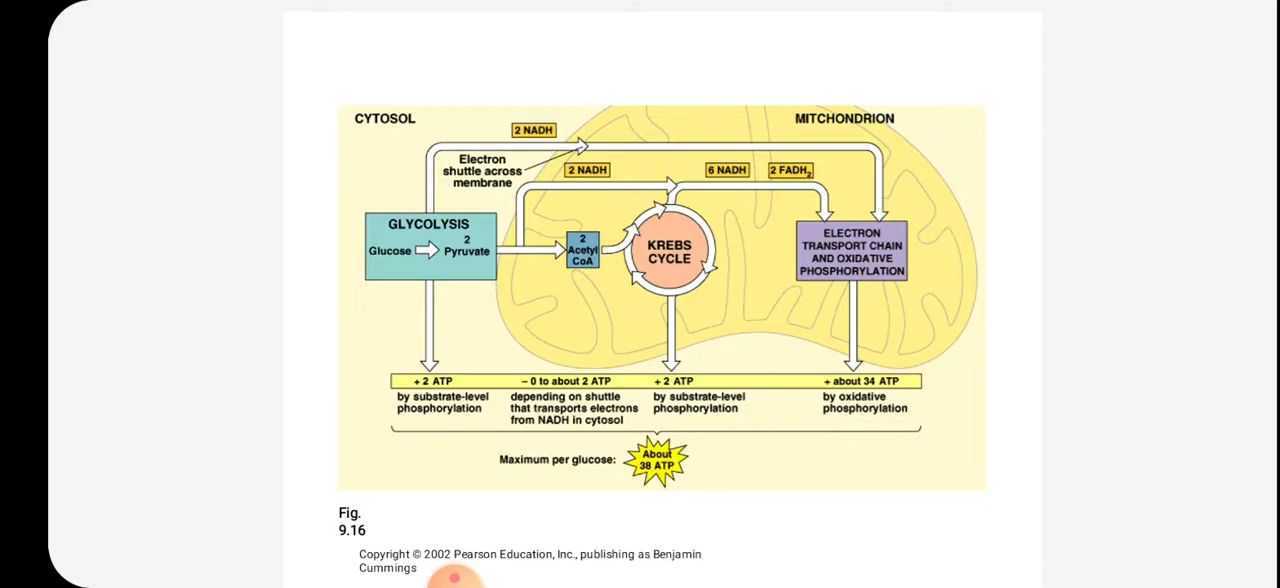 CYTOSOL
MITCHONDRION
2 NADH
Electron
shuttle across
membrane
2 NADH
6 NADH
2 FADH₂
GLYCOLYSIS
Glucose
2
Pyruvate
2
Acetyl
CoA
KREBS
CYCLE
ELECTRON
TRANSPORT CHAIN
AND OXIDATIVE
PHOSPHORYLATION
+ 2 ATP
by substrate-level
phosphorylation
– 0 to about 2 ATP
depending on shuttle
that transports electrons
from NADH in cytosol
+ 2 ATP
by substrate-level
phosphorylation
+ about 34 ATP
by oxidative
phosphorylation
Maximum per glucose:
About
38 ATP
Fig.
9.16
Copyright © 2002 Pearson Education, Inc., publishing as Benjamin
Cummings